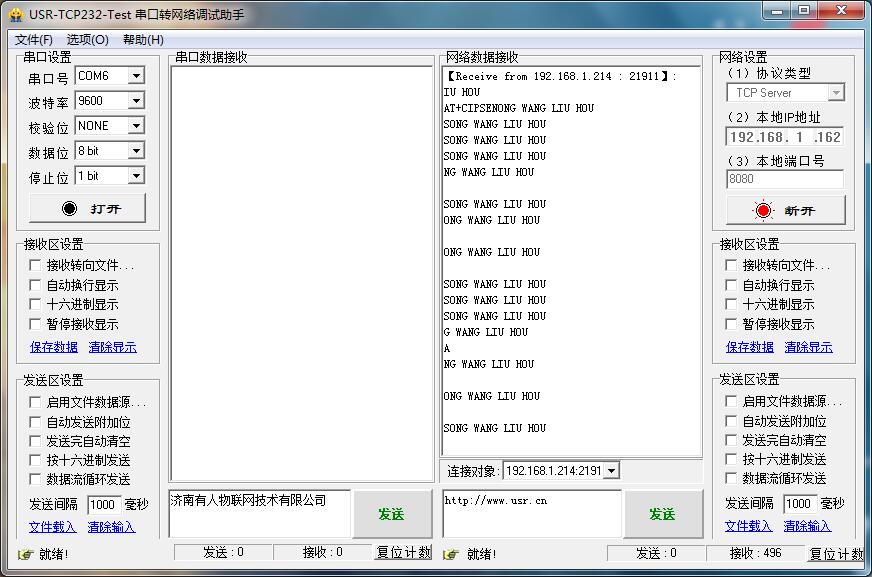 USR-TCP232-Test 串口转网络调试助手
文件(F) 选项(O) 帮助(H)
串口设置
串口号 COM6
波特率 9600
校验位 NONE
数据位 8 bit
停止位 1 bit
打开
接收区设置
接收转向文件...
自动换行显示
十六进制显示
暂停接收显示
保存数据 清除显示
发送区设置
启用文件数据源...
自动发送附加位
发送完自动清空
按十六进制发送
数据流循环发送
发送间隔 1000 毫秒
文件载入 清除输入
就绪!
串口数据接收
济南有人物联网技术有限公司
发送
发送 : 0 接收 : 0 复位计数
网络数据接收
【Receive from 192.168.1.214 : 21911】:
IU HOU
AT+CIPSENONG WANG LIU HOU
SONG WANG LIU HOU
SONG WANG LIU HOU
SONG WANG LIU HOU
NG WANG LIU HOU
SONG WANG LIU HOU
ONG WANG LIU HOU
ONG WANG LIU HOU
SONG WANG LIU HOU
SONG WANG LIU HOU
SONG WANG LIU HOU
G WANG LIU HOU
A
NG WANG LIU HOU
ONG WANG LIU HOU
SONG WANG LIU HOU
连接对象: 192.168.1.214:2191
http://www.usr.cn
发送
就绪!
发送 : 0 接收 : 496 复位计数
网络设置
(1) 协议类型
TCP Server
(2) 本地IP地址
192.168. 1 .162
(3) 本地端口号
8080
断开
接收区设置
接收转向文件...
自动换行显示
十六进制显示
暂停接收显示
保存数据 清除显示
发送区设置
启用文件数据源...
自动发送附加位
发送完自动清空
按十六进制发送
数据流循环发送
发送间隔 1000 毫秒
文件载入 清除输入